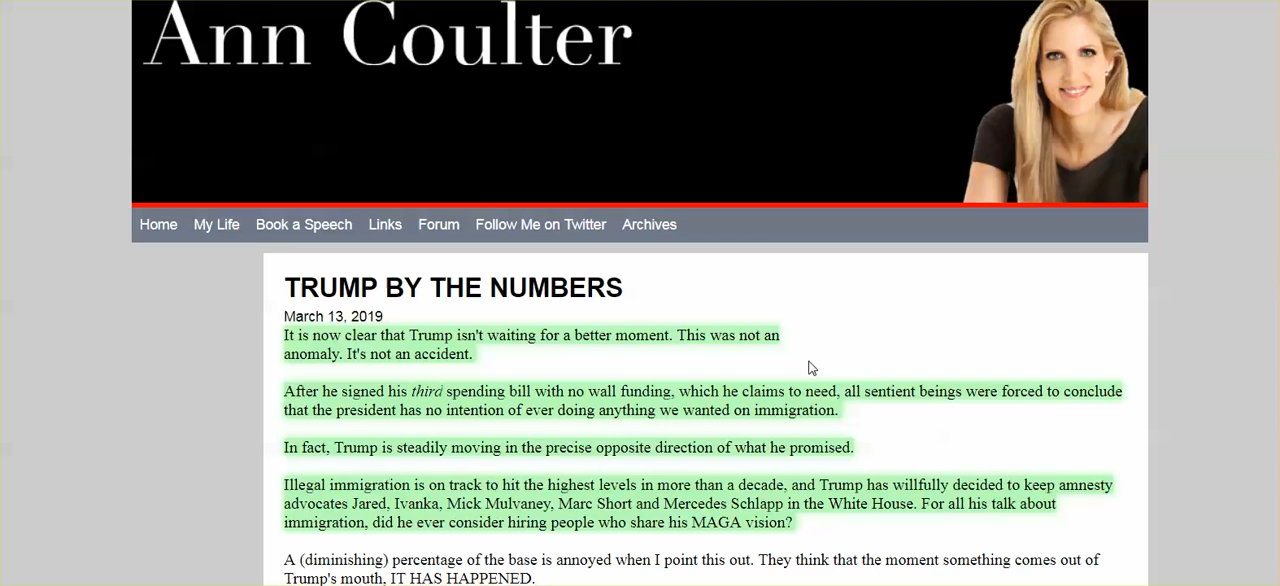 Ann Coulter
Home My Life Book a Speech Links Forum Follow Me on Twitter Archives
TRUMP BY THE NUMBERS
March 13, 2019
It is now clear that Trump isn't waiting for a better moment. This was not an
anomaly. It's not an accident.
After he signed his third spending bill with no wall funding, which he claims to need, all sentient beings were forced to conclude
that the president has no intention of ever doing anything we wanted on immigration.
In fact, Trump is steadily moving in the precise opposite direction of what he promised.
Illegal immigration is on track to hit the highest levels in more than a decade, and Trump has willfully decided to keep amnesty
advocates Jared, Ivanka, Mick Mulvaney, Marc Short and Mercedes Schlapp in the White House. For all his talk about
immigration, did he ever consider hiring people who share his MAGA vision?
A (diminishing) percentage of the base is annoyed when I point this out. They think that the moment something comes out of
Trump's mouth, IT HAS HAPPENED.